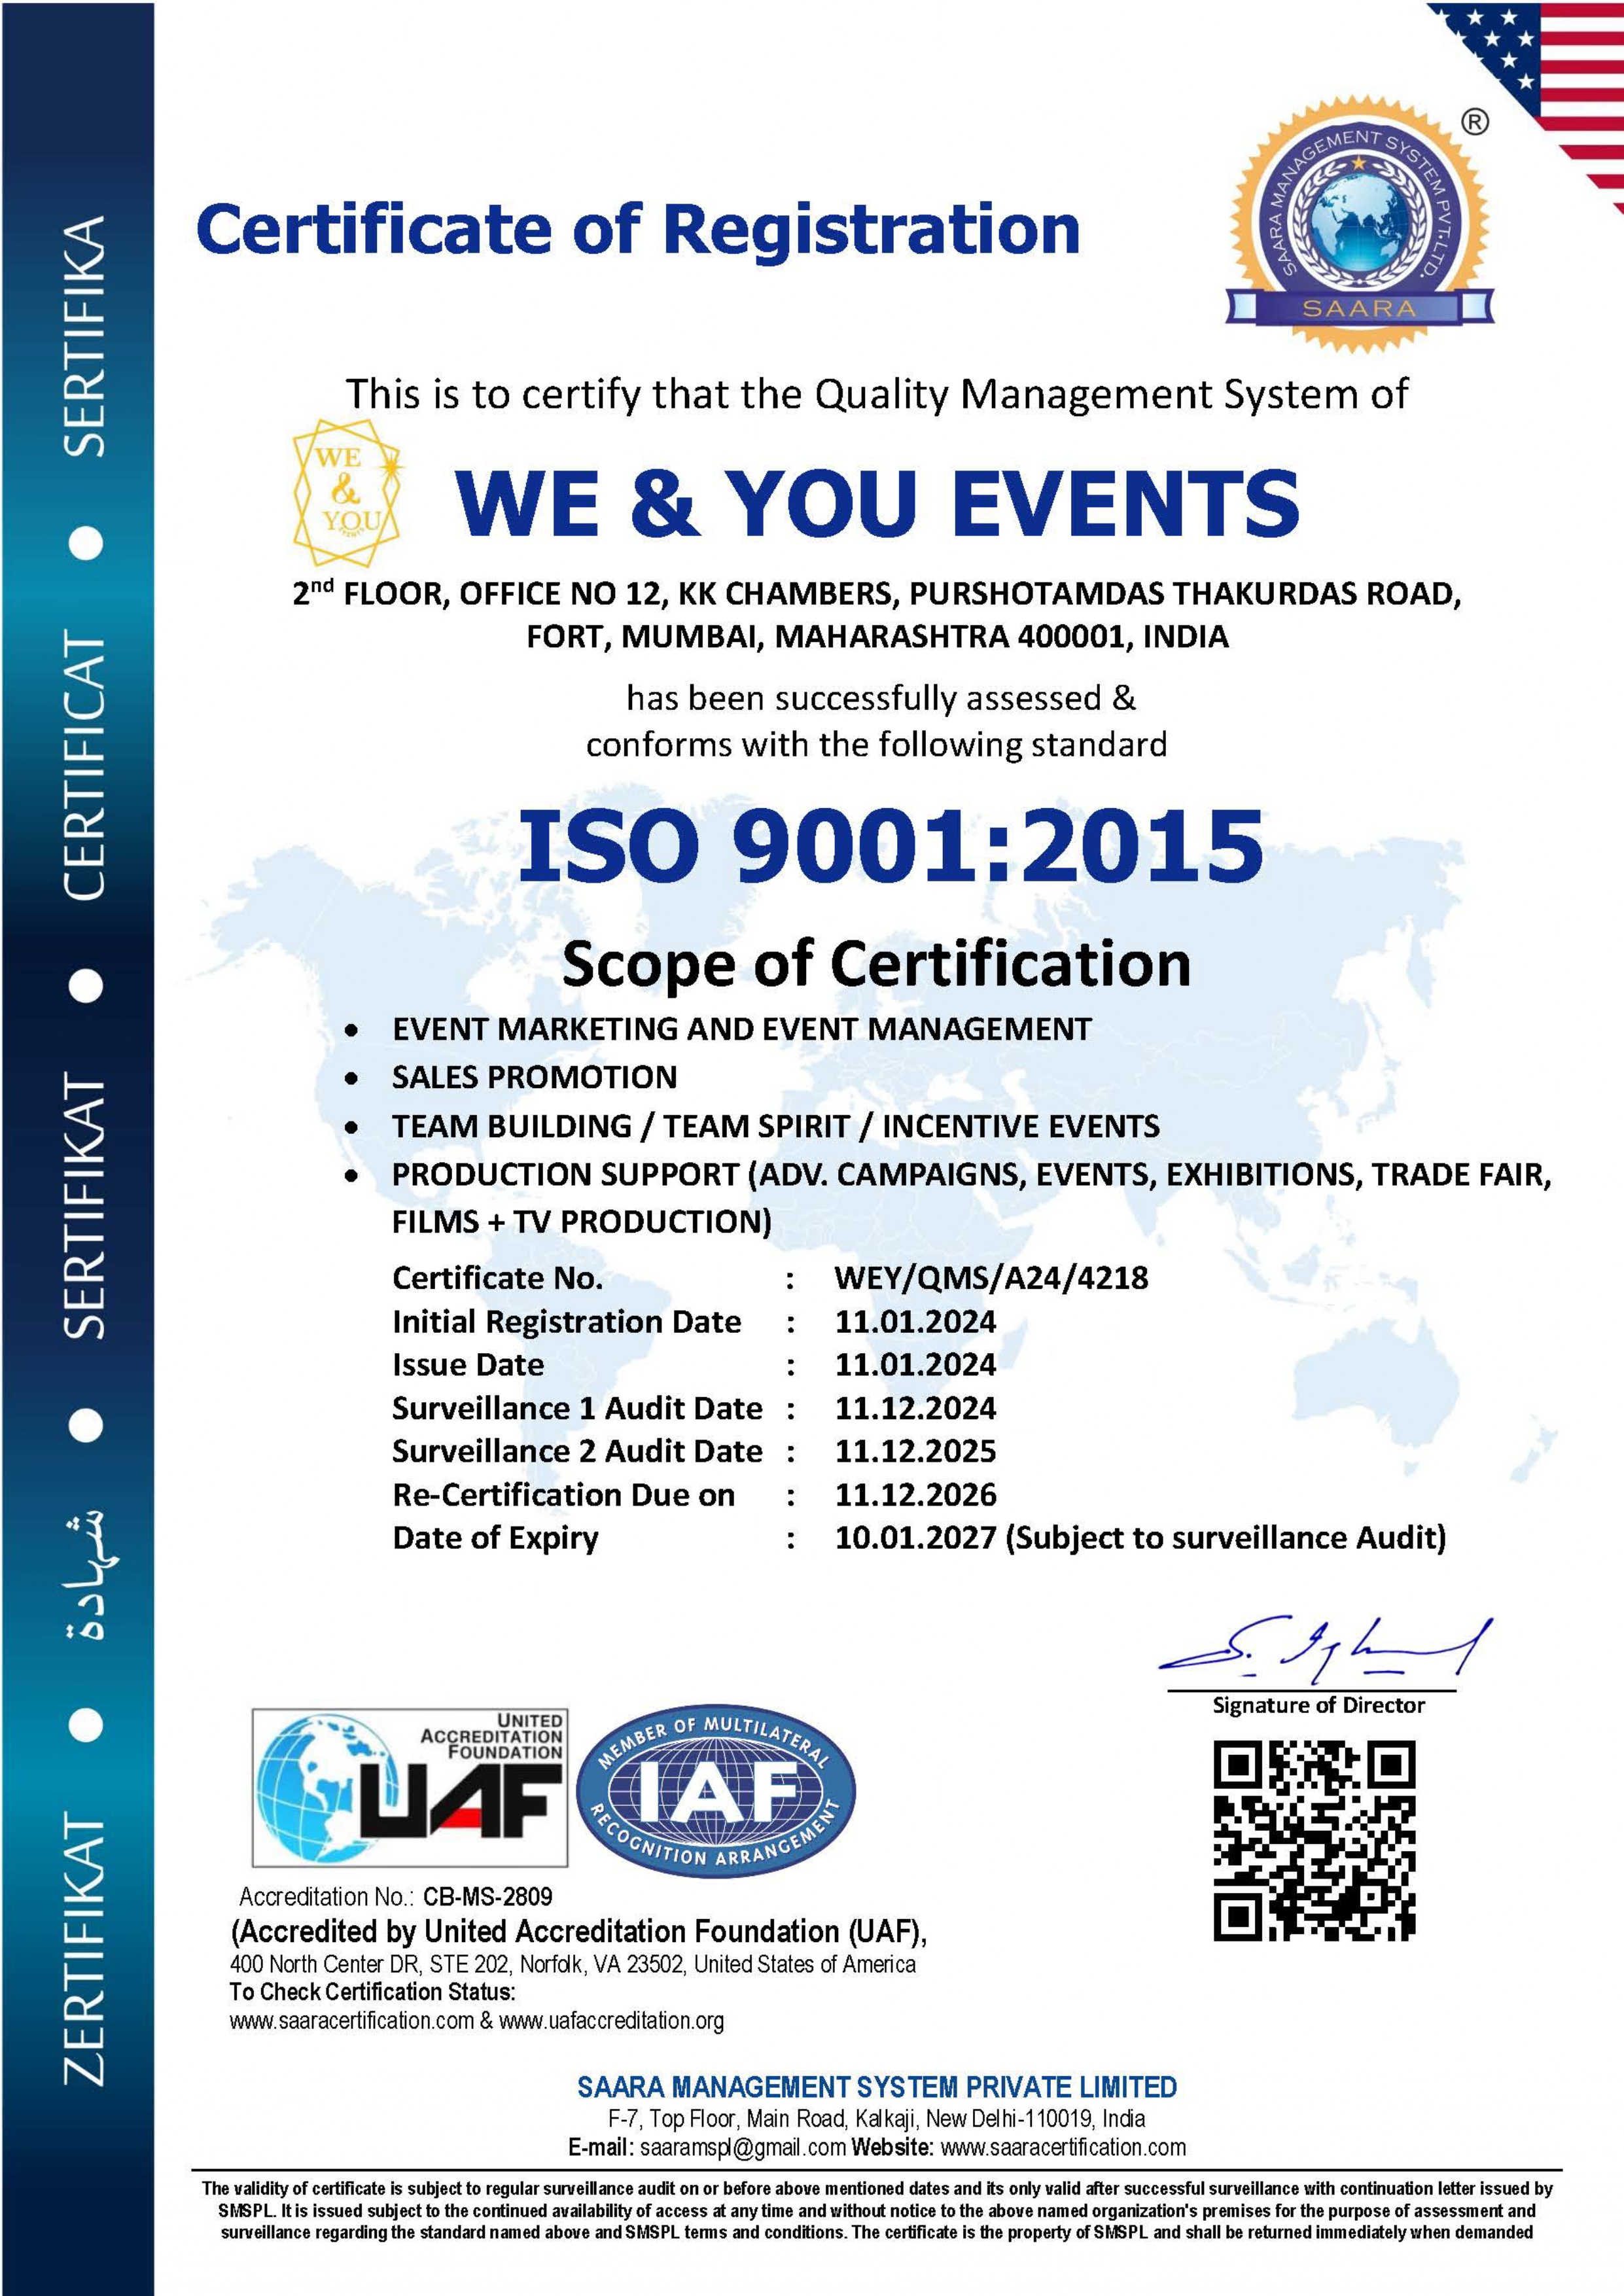 SERTIFIKA
CERTIFICAT
SERTIFIKAT
شهادة
ZERTIFIKAT
®
SAARA MANAGEMENT SYSTEM PVT. LTD.
SAARA
Certificate of Registration
This is to certify that the Quality Management System of
WE
&
YOU
EVENTS
WE & YOU EVENTS
2nd FLOOR, OFFICE NO 12, KK CHAMBERS, PURSHOTAMDAS THAKURDAS ROAD,
FORT, MUMBAI, MAHARASHTRA 400001, INDIA
has been successfully assessed &
conforms with the following standard
ISO 9001:2015
Scope of Certification
• EVENT MARKETING AND EVENT MANAGEMENT
• SALES PROMOTION
• TEAM BUILDING / TEAM SPIRIT / INCENTIVE EVENTS
• PRODUCTION SUPPORT (ADV. CAMPAIGNS, EVENTS, EXHIBITIONS, TRADE FAIR,
FILMS + TV PRODUCTION)
Certificate No. : WEY/QMS/A24/4218
Initial Registration Date : 11.01.2024
Issue Date : 11.01.2024
Surveillance 1 Audit Date : 11.12.2024
Surveillance 2 Audit Date : 11.12.2025
Re-Certification Due on : 11.12.2026
Date of Expiry : 10.01.2027 (Subject to surveillance Audit)
Signature of Director
UNITED
ACCREDITATION
FOUNDATION
UAF
MEMBER OF MULTILATERAL
IAF
RECOGNITION ARRANGEMENT
Accreditation No.: CB-MS-2809
(Accredited by United Accreditation Foundation (UAF),
400 North Center DR, STE 202, Norfolk, VA 23502, United States of America
To Check Certification Status:
www.saaracertification.com & www.uafaccreditation.org
SAARA MANAGEMENT SYSTEM PRIVATE LIMITED
F-7, Top Floor, Main Road, Kalkaji, New Delhi-110019, India
E-mail: saaramspl@gmail.com Website: www.saaracertification.com
The validity of certificate is subject to regular surveillance audit on or before above mentioned dates and its only valid after successful surveillance with continuation letter issued by
SMSPL. It is issued subject to the continued availability of access at any time and without notice to the above named organization's premises for the purpose of assessment and
surveillance regarding the standard named above and SMSPL terms and conditions. The certificate is the property of SMSPL and shall be returned immediately when demanded